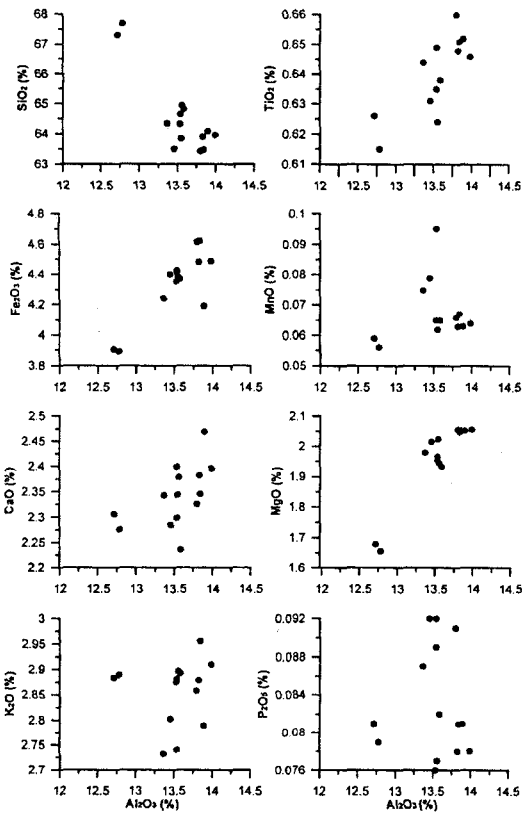 SiO₂ (%)
68
67
66
65
64
63
12 12.5 13 13.5 14 14.5
TiO₂ (%)
0.66
0.65
0.64
0.63
0.62
0.61
12 12.5 13 13.5 14 14.5
Fe₂O₃ (%)
4.8
4.6
4.4
4.2
4
3.8
12 12.5 13 13.5 14 14.5
MnO (%)
0.1
0.09
0.08
0.07
0.06
0.05
12 12.5 13 13.5 14 14.5
CaO (%)
2.5
2.45
2.4
2.35
2.3
2.25
2.2
12 12.5 13 13.5 14 14.5
MgO (%)
2.1
2
1.9
1.8
1.7
1.6
12 12.5 13 13.5 14 14.5
K₂O (%)
3
2.95
2.9
2.85
2.8
2.75
2.7
12 12.5 13 13.5 14 14.5
Al₂O₃ (%)
P₂O₅ (%)
0.092
0.088
0.084
0.08
0.076
12 12.5 13 13.5 14 14.5
Al₂O₃ (%)